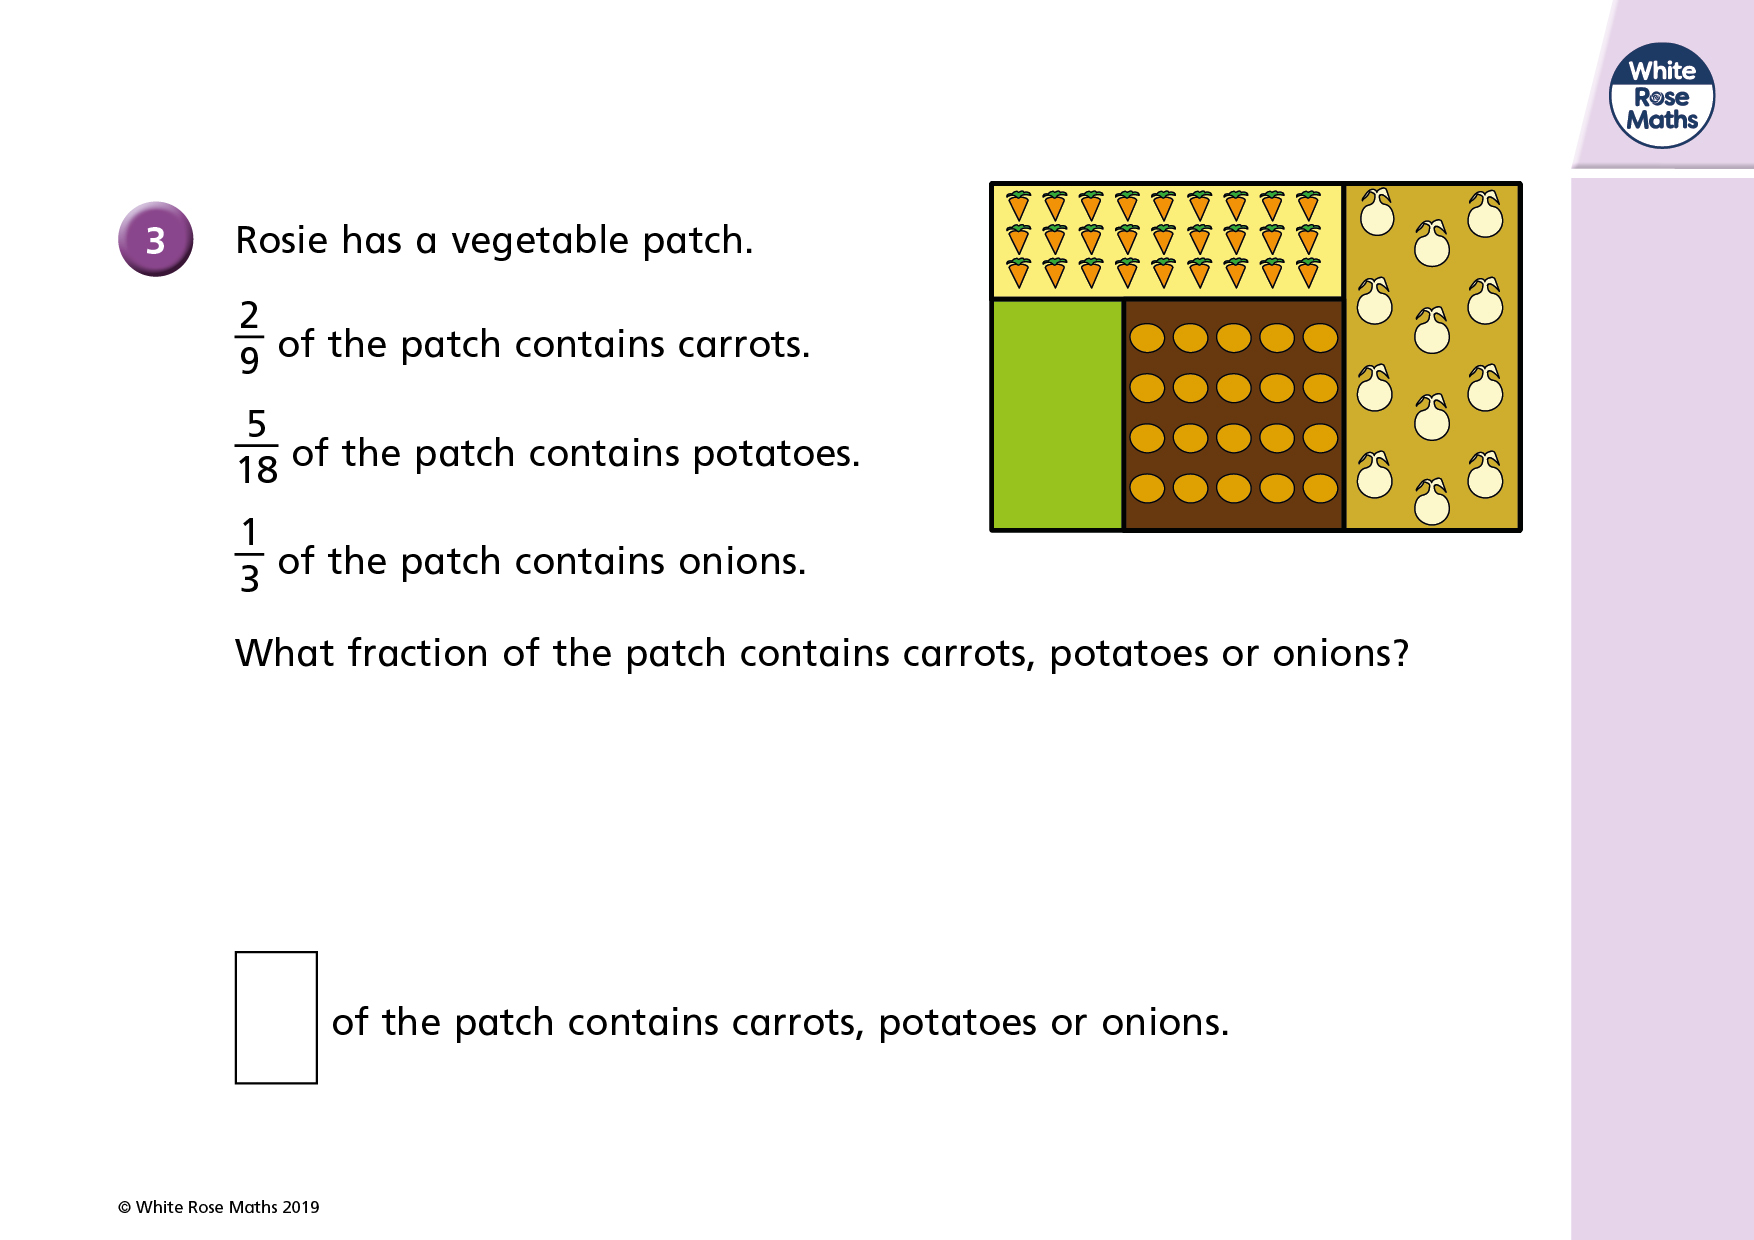 White
Rose
Maths
3 Rosie has a vegetable patch.
2/9 of the patch contains carrots.
5/18 of the patch contains potatoes.
1/3 of the patch contains onions.
What fraction of the patch contains carrots, potatoes or onions?
of the patch contains carrots, potatoes or onions.
© White Rose Maths 2019